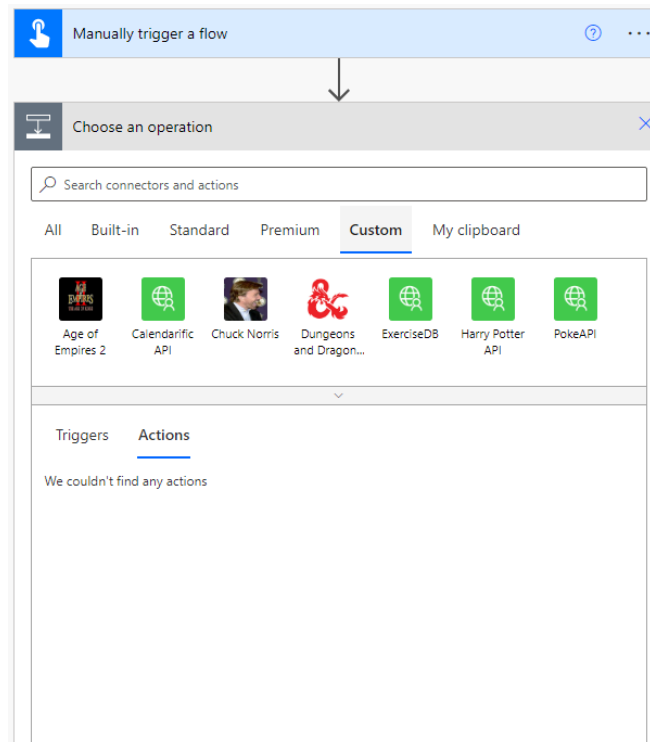 Manually trigger a flow
Choose an operation
Search connectors and actions
All Built-in Standard Premium Custom My clipboard
Age of Empires 2
Calendarific API
Chuck Norris
Dungeons and Dragon...
ExerciseDB
Harry Potter API
PokeAPI
Triggers Actions
We couldn't find any actions